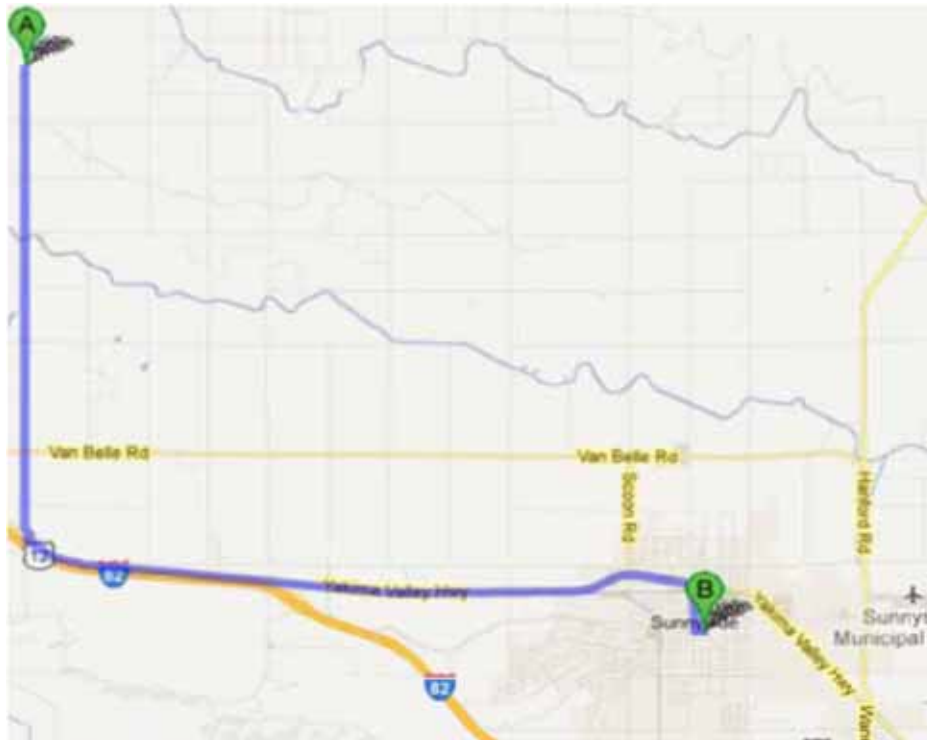 A
Van Belle Rd
Van Belle Rd
Scoon Rd
Hanford Rd
12
82
Yakima Valley Hwy
B
Sunnyside
Yakima Valley Hwy
Sunnys
Municipal
82